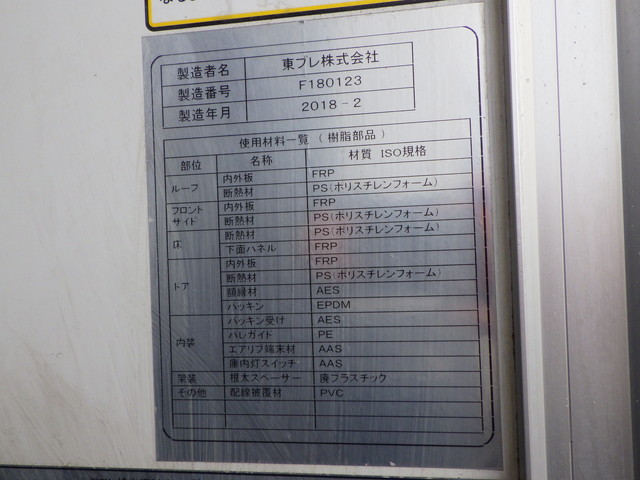 製造者名 東プレ株式会社
製造番号 F180123
製造年月 2018-2
使用材料一覧 (樹脂部品)
部位 名称 材質 ISO規格
ルーフ 内外板 FRP
断熱材 PS(ポリスチレンフォーム)
フロントサイド 内外板 FRP
断熱材 PS(ポリスチレンフォーム)
床 断熱材 PS(ポリスチレンフォーム)
下面ハネル FRP
トア 内外板 FRP
断熱材 PS(ポリスチレンフォーム)
額縁材 AES
ハッキン EPDM
内装 ハッキン受け AES
ハレガイト PE
エアリフ端末材 AAS
庫内灯スイッチ AAS
架装 根太スペーサー 廃プラスチック
その他 配線被覆材 PVC